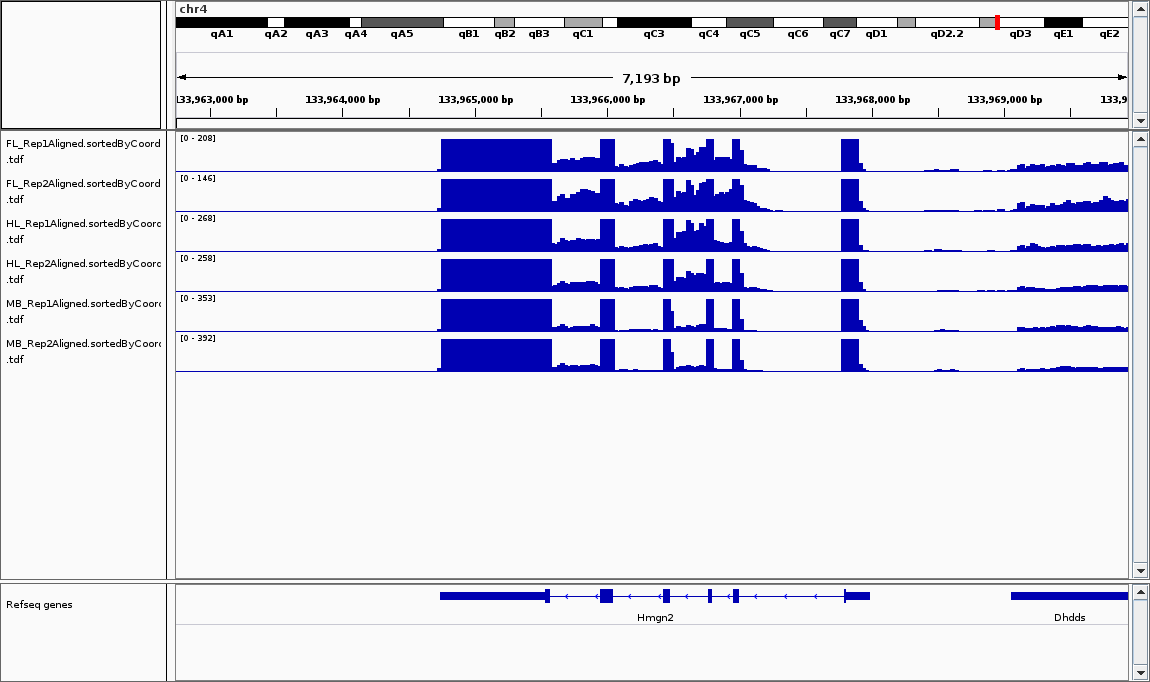 chr4
qA1 qA2 qA3 qA4 qA5 qB1 qB2 qB3 qC1 qC3 qC4 qC5 qC6 qC7 qD1 qD2.2 qD3 qE1 qE2
7,193 bp
133,963,000 bp 133,964,000 bp 133,965,000 bp 133,966,000 bp 133,967,000 bp 133,968,000 bp 133,969,000 bp 133,9
FL_Rep1Aligned.sortedByCoord
.tdf
[0 - 208]
FL_Rep2Aligned.sortedByCoord
.tdf
[0 - 146]
HL_Rep1Aligned.sortedByCoord
.tdf
[0 - 268]
HL_Rep2Aligned.sortedByCoord
.tdf
[0 - 258]
MB_Rep1Aligned.sortedByCoord
.tdf
[0 - 353]
MB_Rep2Aligned.sortedByCoord
.tdf
[0 - 392]
Refseq genes
Hmgn2 Dhdds